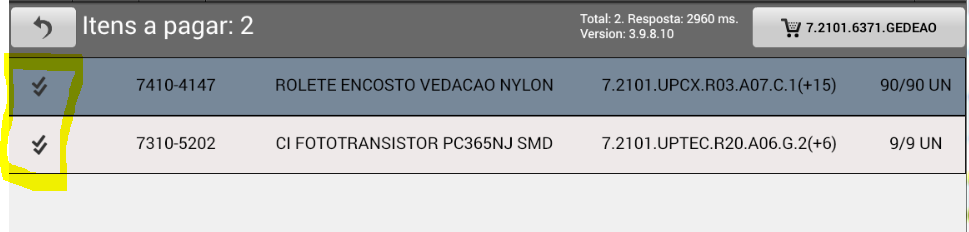 Itens a pagar: 2
Total: 2. Resposta: 2960 ms.
Version: 3.9.8.10
7.2101.6371.GEDEAO
7410-4147 ROLETE ENCOSTO VEDACAO NYLON 7.2101.UPCX.R03.A07.C.1(+15) 90/90 UN
7310-5202 CI FOTOTRANSISTOR PC365NJ SMD 7.2101.UPTEC.R20.A06.G.2(+6) 9/9 UN